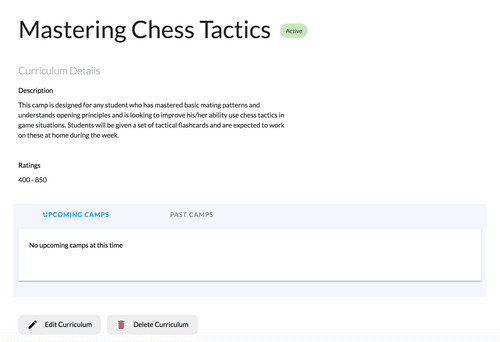 Mastering Chess Tactics Active
Curriculum Details
Description
This camp is designed for any student who has mastered basic mating patterns and
understands opening principles and is looking to improve his/her ability use chess tactics in
game situations. Students will be given a set of tactical flashcards and are expected to work
on these at home during the week.
Ratings
400 - 850
UPCOMING CAMPS PAST CAMPS
No upcoming camps at this time
Edit Curriculum Delete Curriculum